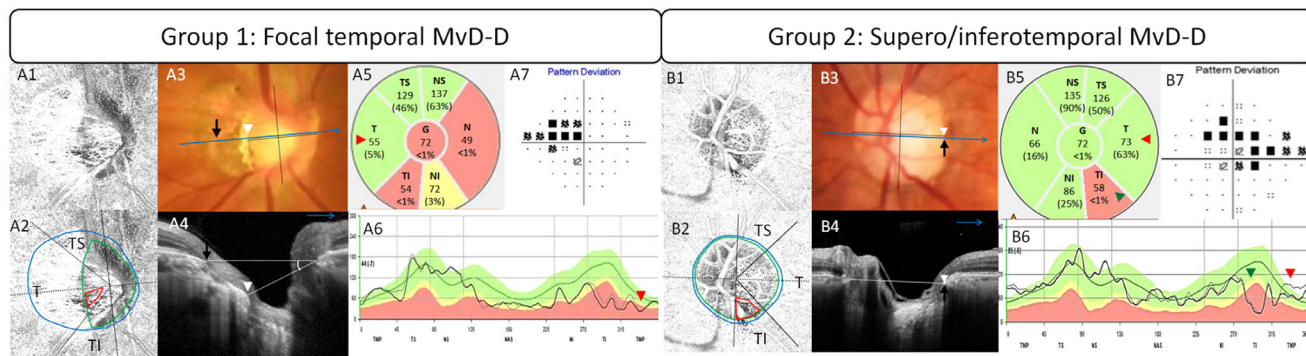 Group 1: Focal temporal MvD-D
Group 2: Supero/inferotemporal MvD-D
A1
A3
A5
TS
129
(46%)
NS
137
(63%)
T
55
(5%)
G
72
<1%
N
49
<1%
TI
54
<1%
NI
72
(3%)
A7
Pattern Deviation
A2
TS
T
TI
A4
A6
TMP
TS
NS
NAS
NI
TI
TMP
B1
B3
B5
NS
135
(90%)
TS
126
(50%)
N
66
(16%)
G
72
<1%
T
73
(63%)
NI
86
(25%)
TI
58
<1%
B7
Pattern Deviation
B2
TS
T
TI
B4
B6
TMP
TS
NS
NAS
NI
TI
TMP